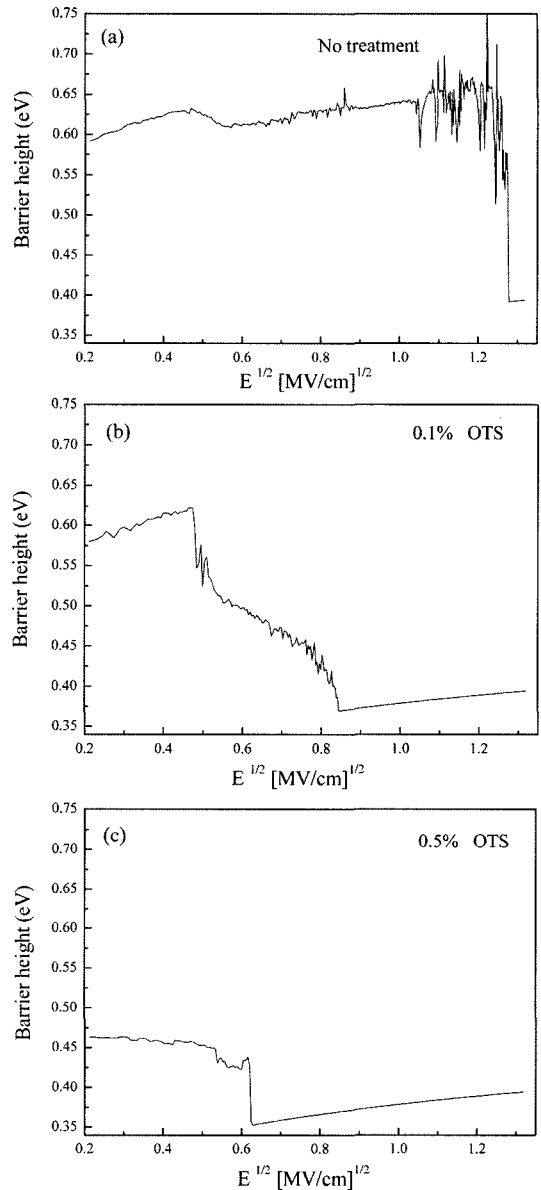 (a)
No treatment
Barrier height (eV)
0.75
0.70
0.65
0.60
0.55
0.50
0.45
0.40
0.35
0.2 0.4 0.6 0.8 1.0 1.2
E 1/2 [MV/cm]1/2
(b)
0.1% OTS
Barrier height (eV)
0.75
0.70
0.65
0.60
0.55
0.50
0.45
0.40
0.35
0.2 0.4 0.6 0.8 1.0 1.2
E 1/2 [MV/cm]1/2
(c)
0.5% OTS
Barrier height (eV)
0.75
0.70
0.65
0.60
0.55
0.50
0.45
0.40
0.35
0.2 0.4 0.6 0.8 1.0 1.2
E 1/2 [MV/cm]1/2